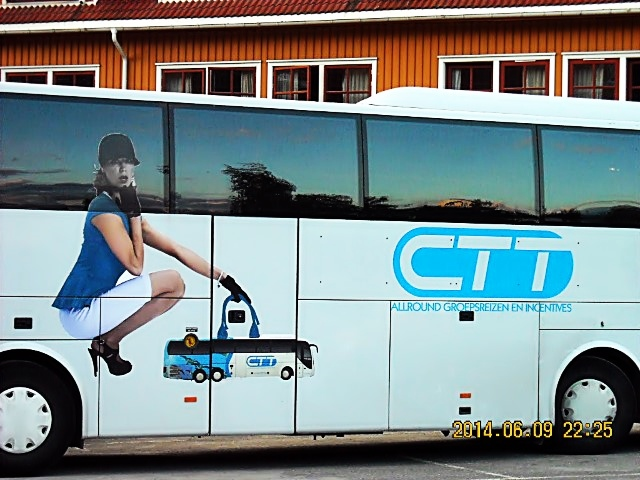 CTT
ALLROUND GROEPSREIZEN EN INCENTIVES
CTT
2014.06.09 22:25